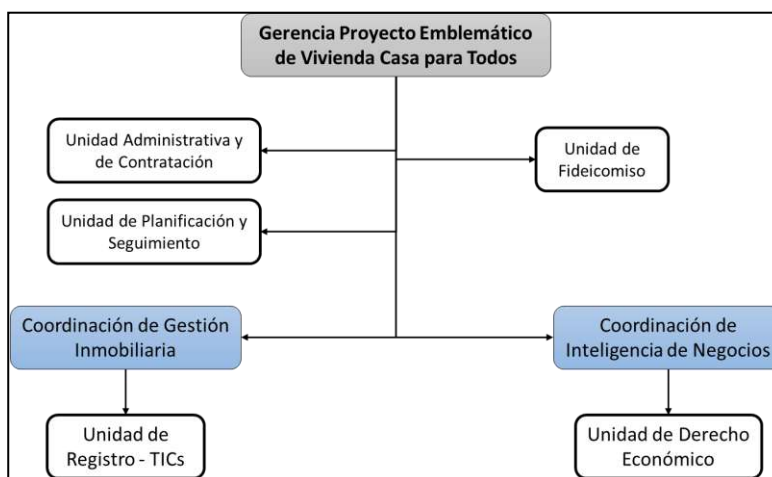 Gerencia Proyecto Emblemático
de Vivienda Casa para Todos
Unidad Administrativa y
de Contratación
Unidad de
Fideicomiso
Unidad de Planificación y
Seguimiento
Coordinación de Gestión
Inmobiliaria
Coordinación de
Inteligencia de Negocios
Unidad de
Registro - TICs
Unidad de Derecho
Económico